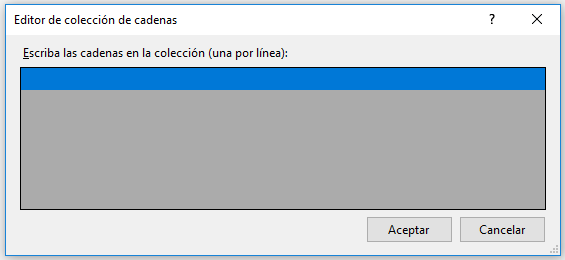 Editor de colección de cadenas
?
Escriba las cadenas en la colección (una por línea):
Aceptar
Cancelar